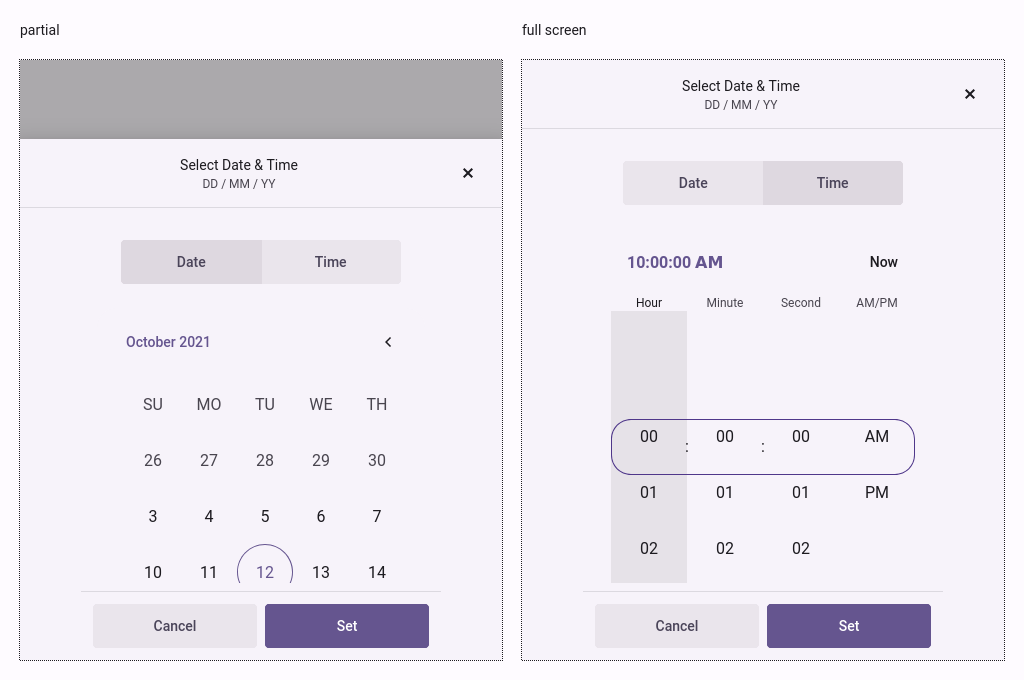 partial
Select Date & Time
DD / MM / YY
×
Date Time
October 2021
SU MO TU WE TH
26 27 28 29 30
3 4 5 6 7
10 11 12 13 14
Cancel Set
full screen
Select Date & Time
DD / MM / YY
×
Date Time
10:00:00 AM Now
Hour Minute Second AM/PM
00 : 00 : 00 AM
01 01 01 PM
02 02 02
Cancel Set